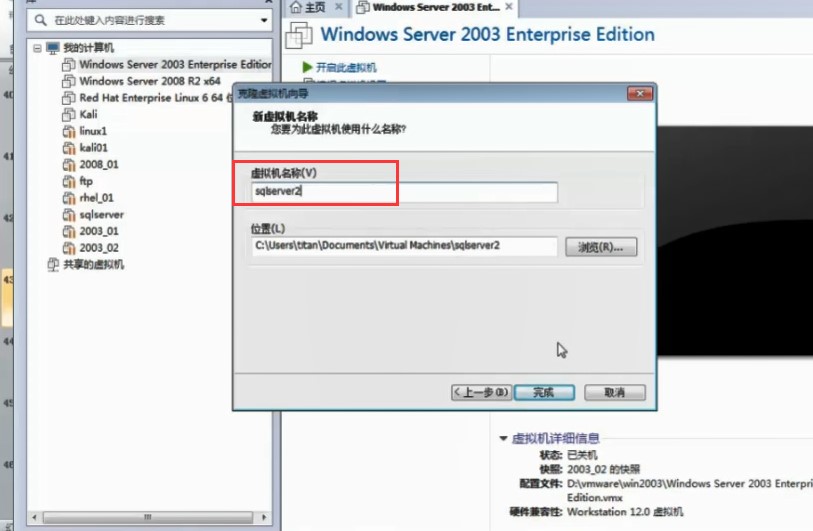 主页
Windows Server 2003 Ent...
在此处键入内容进行搜索
Windows Server 2003 Enterprise Edition
我的计算机
Windows Server 2003 Enterprise Edition
Windows Server 2008 R2 x64
Red Hat Enterprise Linux 6 64
Kali
linux1
kali01
2008_01
ftp
rhel_01
sqlserver
2003_01
2003_02
共享的虚拟机
开启此虚拟机
克隆虚拟机向导
新虚拟机名称
您要为此虚拟机使用什么名称?
虚拟机名称(V)
sqlserver2
位置(L)
C:\Users\titan\Documents\Virtual Machines\sqlserver2
浏览(R)...
< 上一步(B)
完成
取消
虚拟机详细信息
状态: 已关机
快照: 2003_02 的快照
配置文件: D:\vmware\win2003\Windows Server 2003 Enterpri
Edition.vmx
硬件兼容性: Workstation 12.0 虚拟机
40
41
42
43
44
45
46